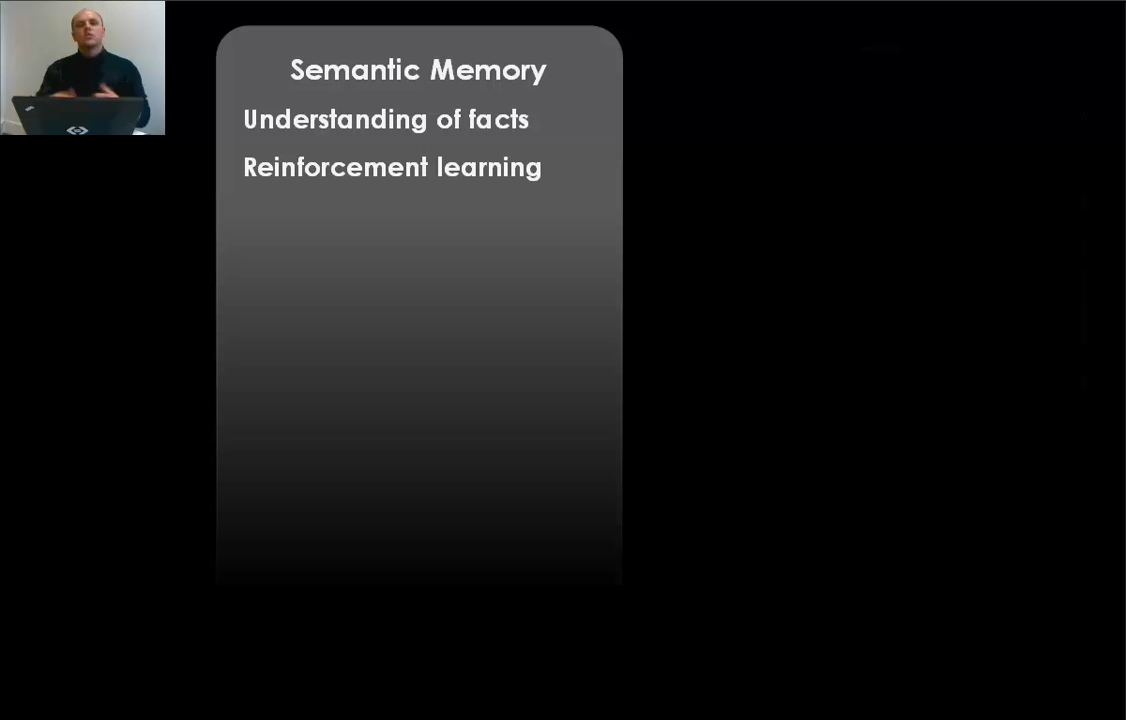 Semantic Memory
Understanding of facts
Reinforcement learning